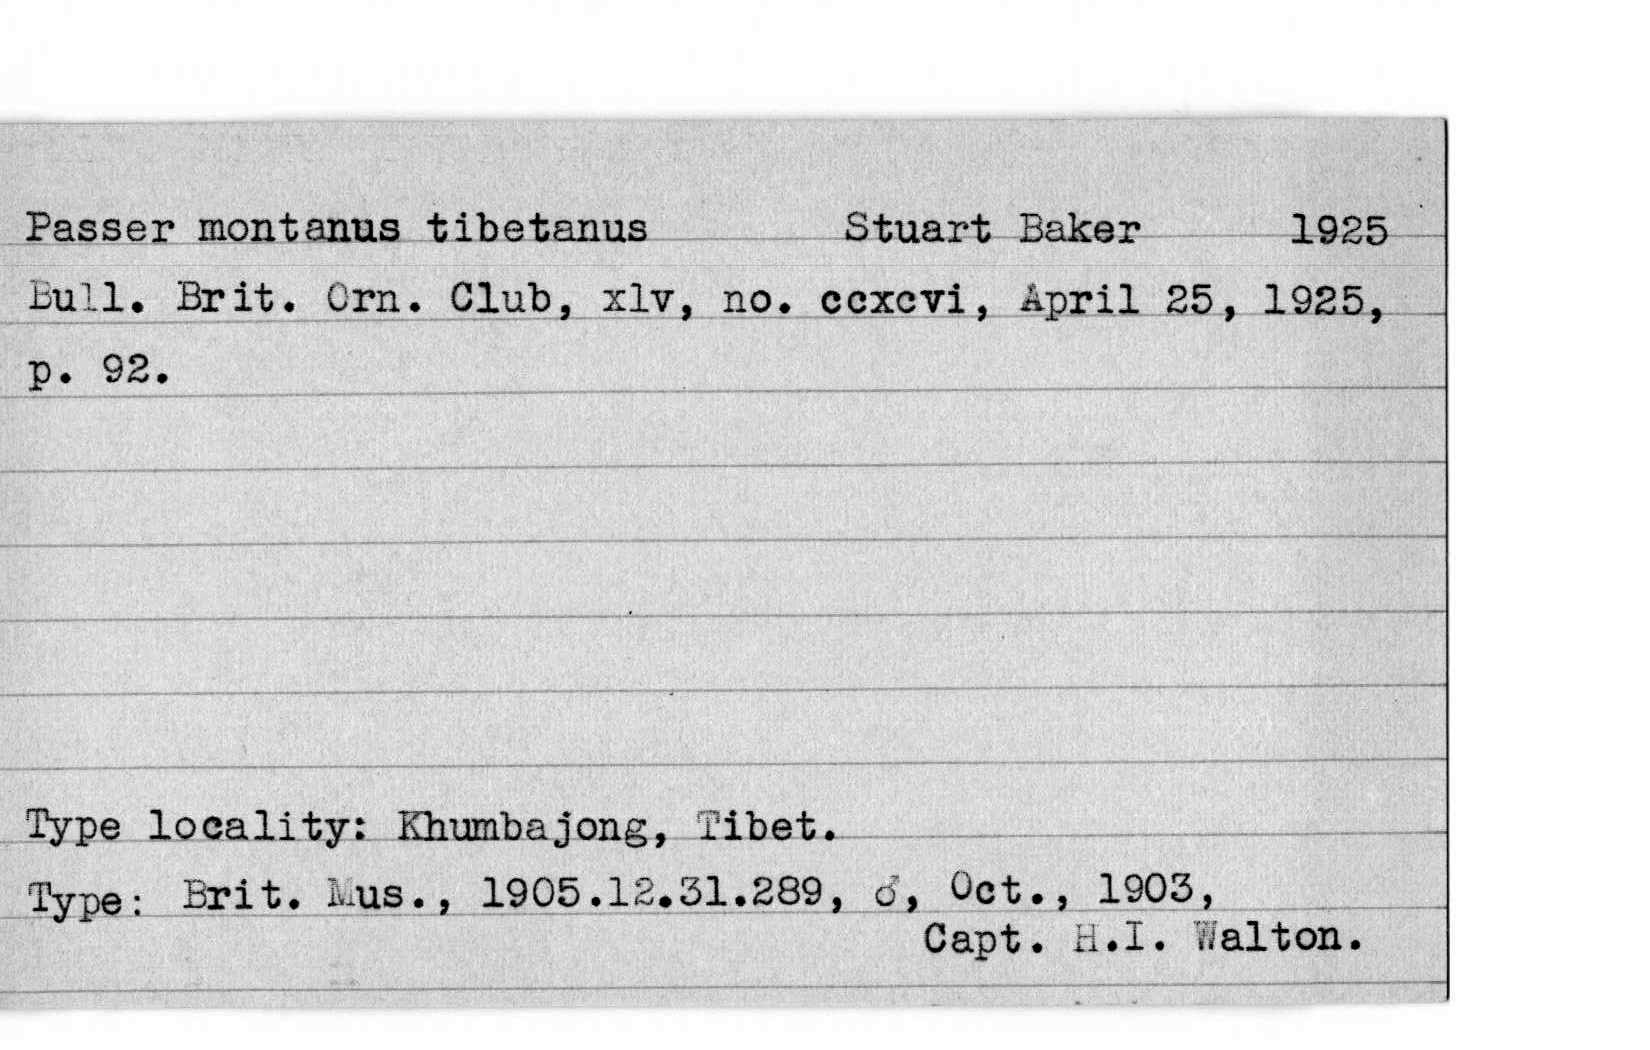 Passer montanus tibetanus Stuart Baker 1925
Bull. Brit. Orn. Club, xlv, no. ccxcvi, April 25, 1925,
p. 92.
Type locality: Khumbajong, Tibet.
Type: Brit. Mus., 1905.12.31.289, ♂, Oct., 1903,
Capt. H.I. Walton.